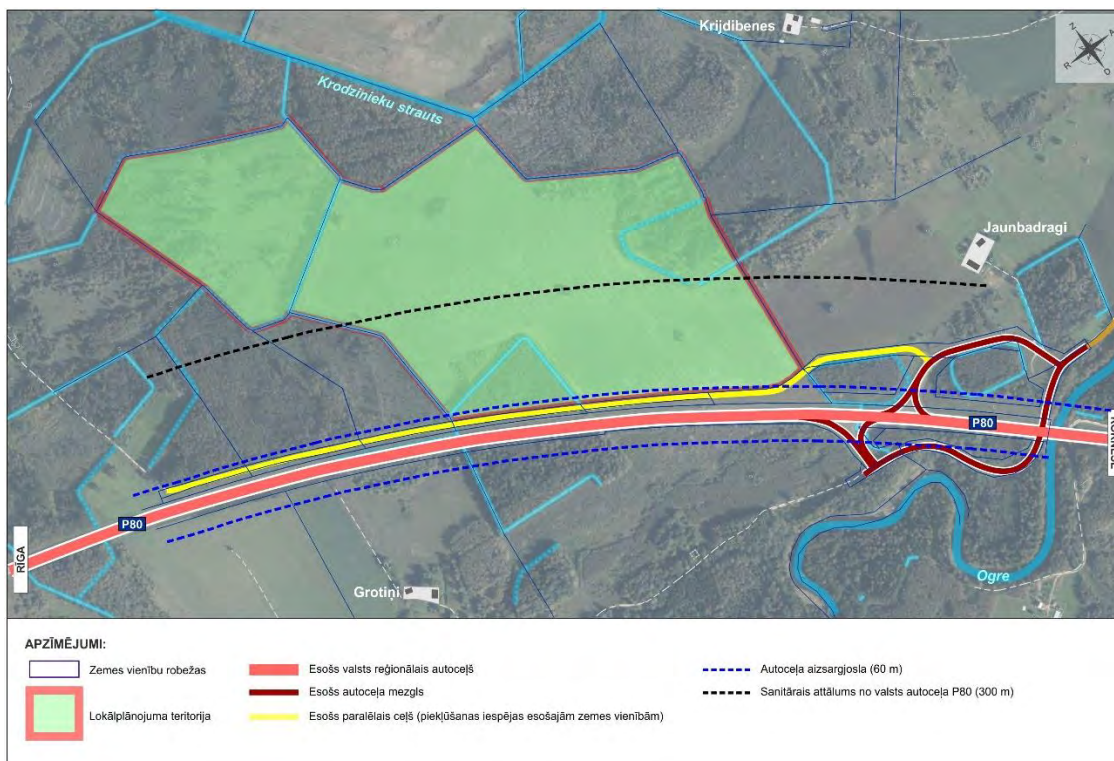 Krijdibenes
Z
A
R
D
Krodzinieku strauts
Jaunbadragi
P80
P80
RĪGA
Grotiņi
Ogre
APZĪMĒJUMI:
Zemes vienību robežas
Lokālplānojuma teritorija
Esošs valsts reģionālais autoceļš
Esošs autoceļa mezgls
Esošs paralēlais ceļš (piekļūšanas iespējas esošajām zemes vienībām)
Autoceļa aizsargjosla (60 m)
Sanitārais attālums no valsts autoceļa P80 (300 m)